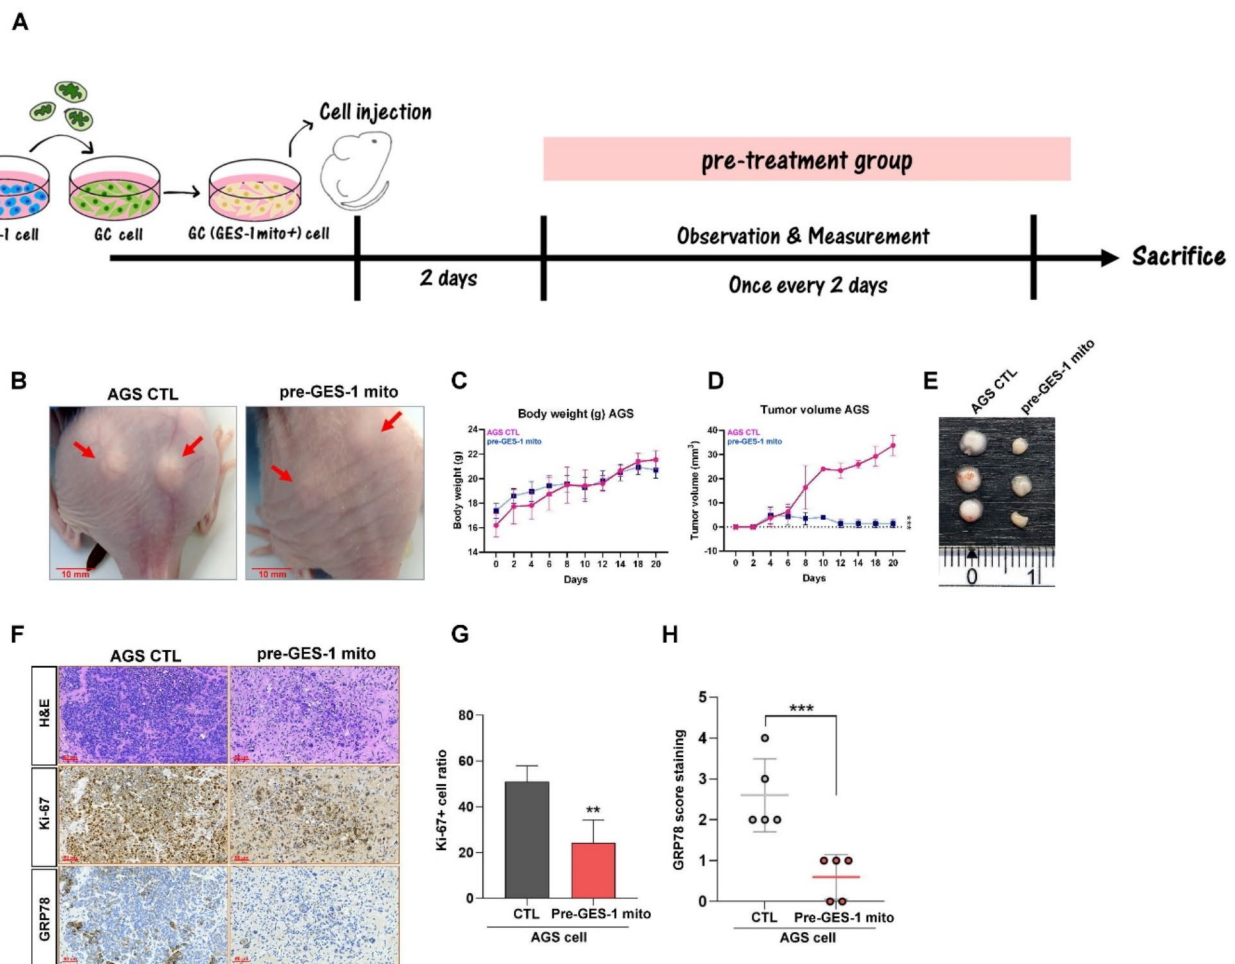 A
Cell injection
pre-treatment group
-1 cell
GC cell
GC (GES-1mito+) cell
Observation & Measurement
Sacrifice
2 days
Once every 2 days
B
AGS CTL
pre-GES-1 mito
10 mm
10 mm
C
Body weight (g) AGS
AGS CTL
pre-GES-1 mito
Body weight (g)
24
22
20
18
16
14
0 2 4 6 8 10 12 14 18 20
Days
D
Tumor volume AGS
AGS CTL
pre-GES-1 mito
Tumor volume (mm³)
40
30
20
10
0
-10
***
0 2 4 6 8 10 12 14 18 20
Days
E
AGS CTL
pre-GES-1 mito
0 1
F
AGS CTL
pre-GES-1 mito
H&E
Ki-67
GRP78
G
Ki-67+ cell ratio
80
60
40
20
0
**
CTL Pre-GES-1 mito
AGS cell
H
GRP78 score staining
5
4
3
2
1
0
***
CTL Pre-GES-1 mito
AGS cell